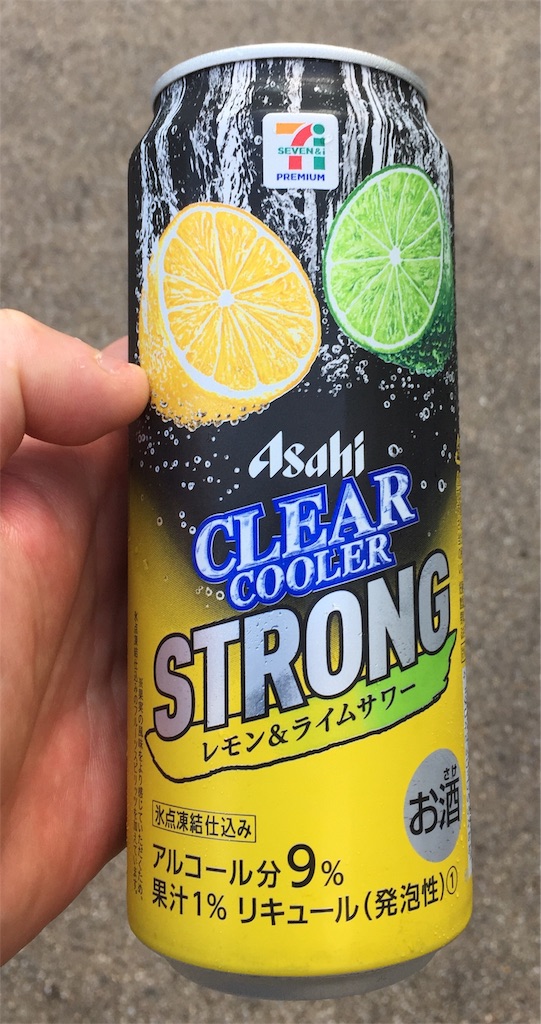 SEVEN&i
PREMIUM
Asahi
CLEAR
COOLER
STRONG
レモン&ライムサワー
さけ
お酒
氷点凍結仕込み
アルコール分9%
果汁1% リキュール(発泡性)①